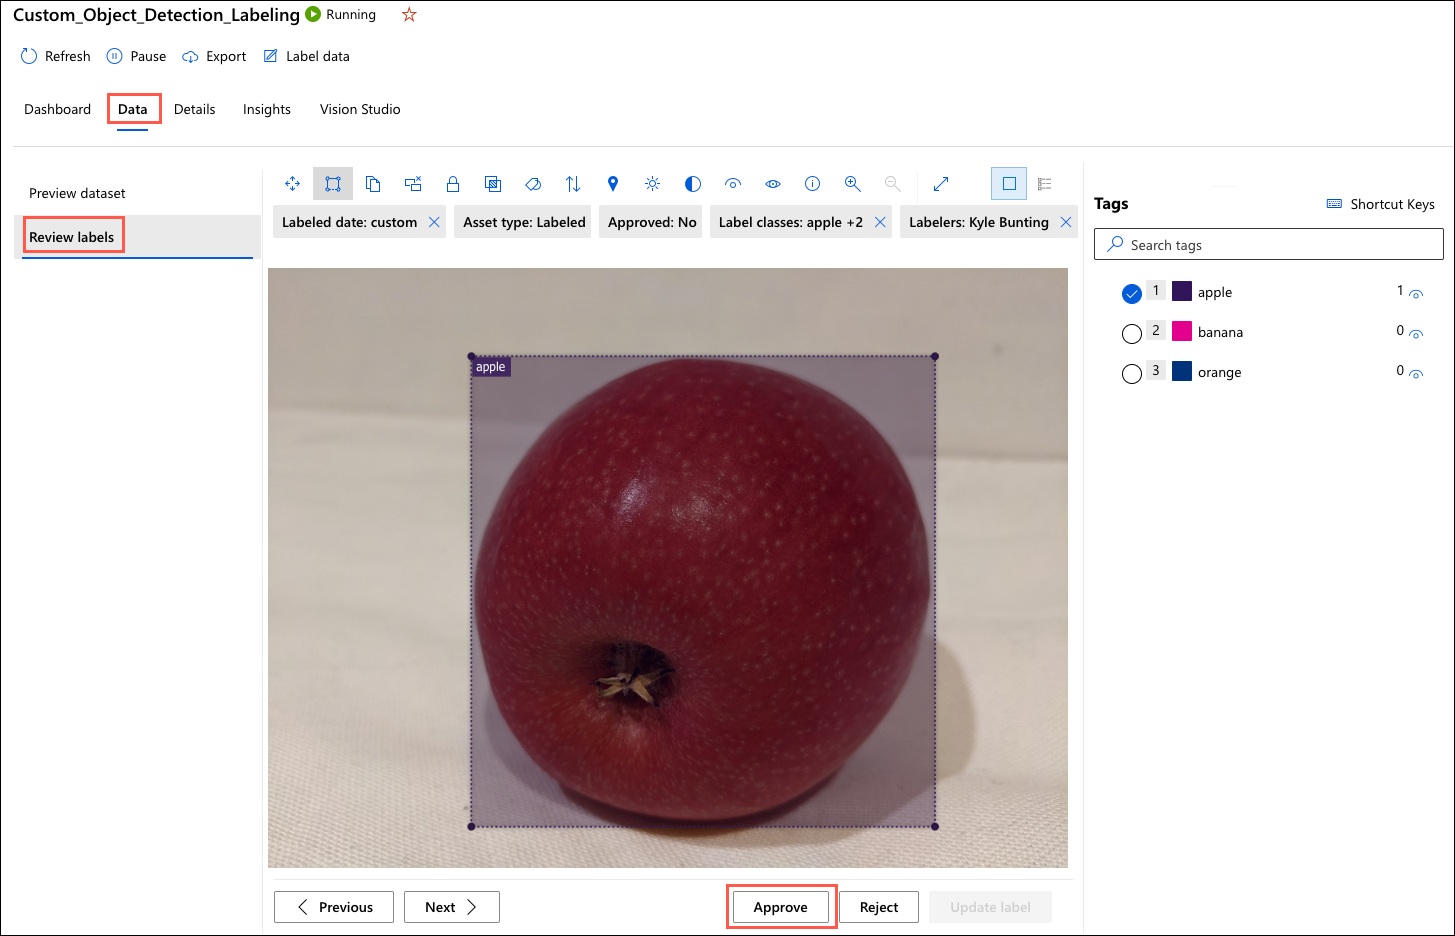 Custom_Object_Detection_Labeling Running
Refresh Pause Export Label data
Dashboard Data Details Insights Vision Studio
Preview dataset
Review labels
Labeled date: custom Asset type: Labeled Approved: No Label classes: apple +2 Labelers: Kyle Bunting
apple
Previous Next Approve Reject Update label
Tags Shortcut Keys
Search tags
1 apple 1
2 banana 0
3 orange 0